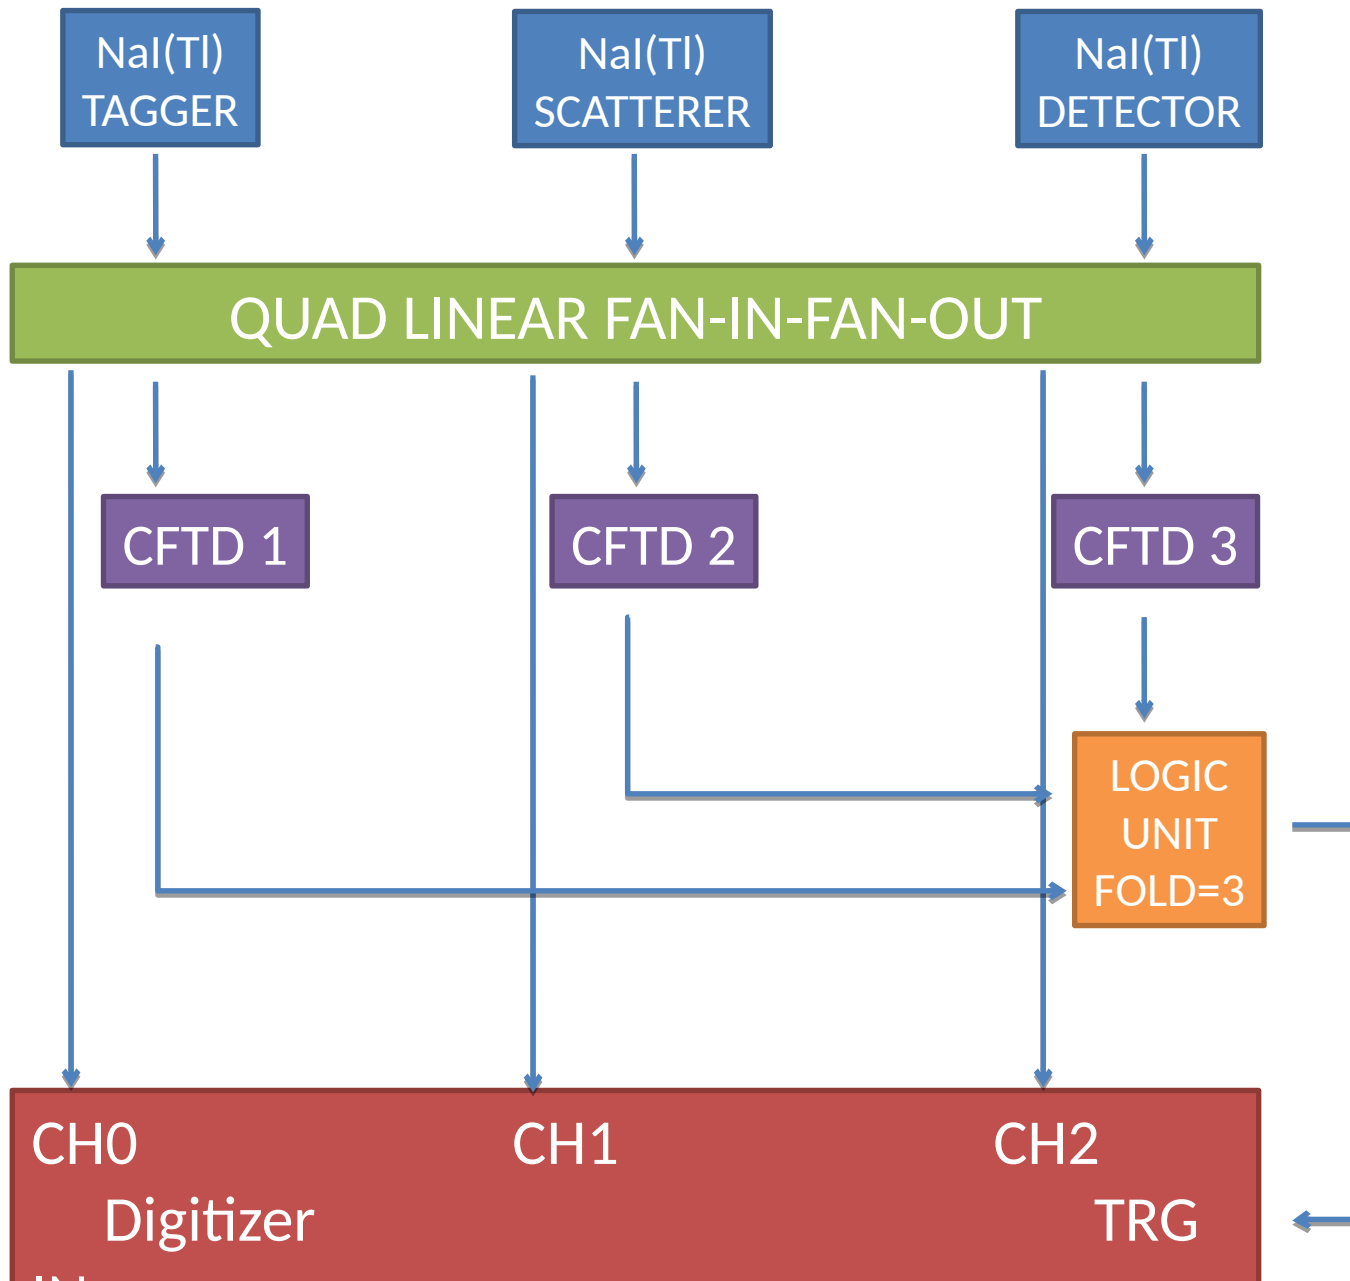 NaI(Tl)
TAGGER
NaI(Tl)
SCATTERER
NaI(Tl)
DETECTOR
QUAD LINEAR FAN-IN-FAN-OUT
CFTD 1
CFTD 2
CFTD 3
LOGIC
UNIT
FOLD=3
CH0 CH1 CH2
Digitizer TRG
IN